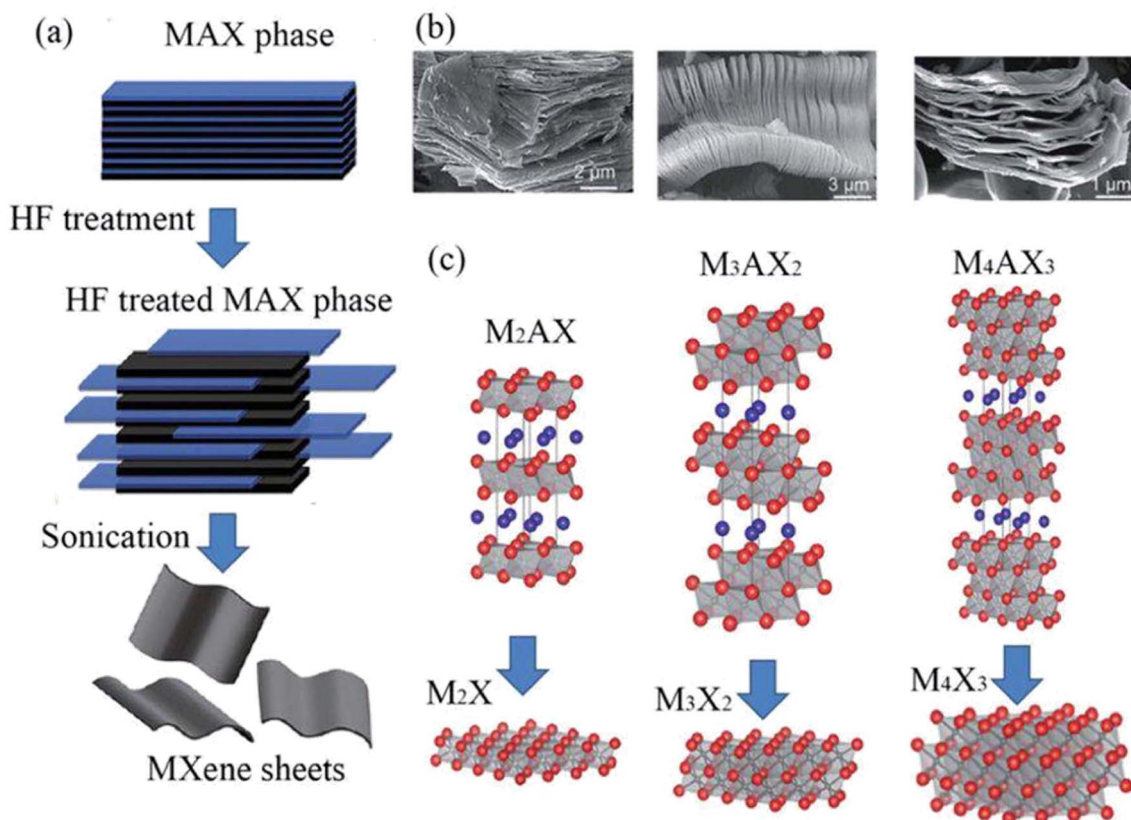 (a)
MAX phase
HF treatment
HF treated MAX phase
Sonication
MXene sheets
(b)
2 μm
3 μm
1 μm
(c)
M₂AX
M₃AX₂
M₄AX₃
M₂X
M₃X₂
M₄X₃